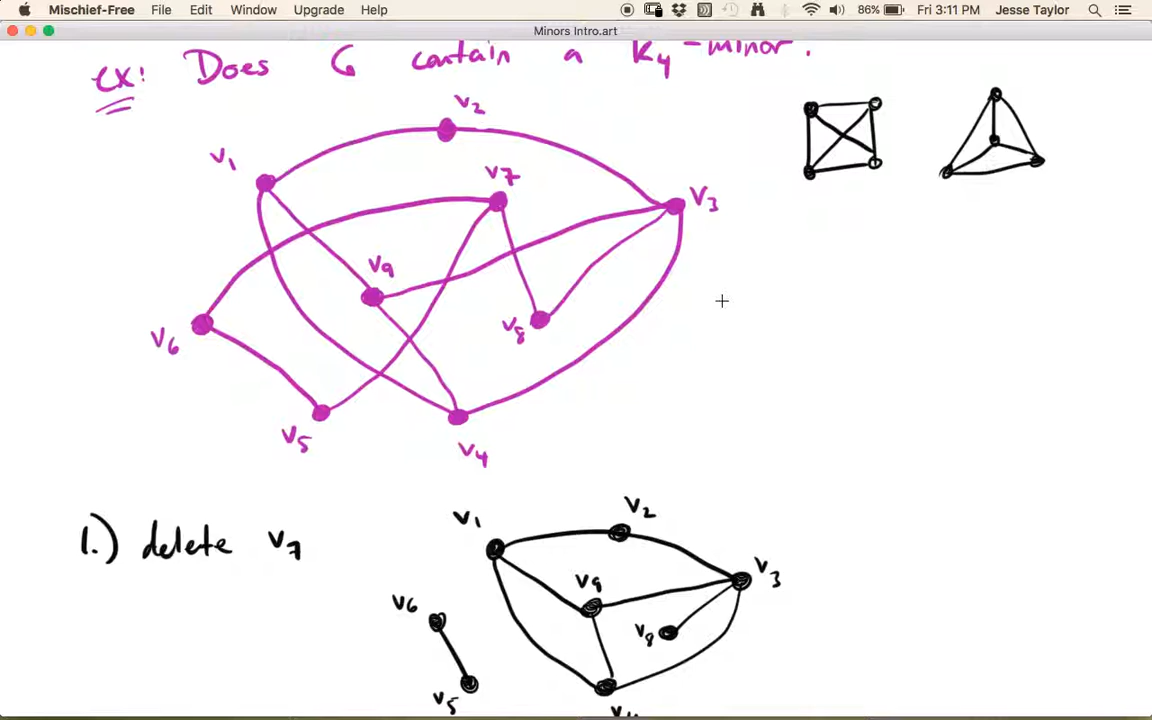 Mischief-Free File Edit Window Upgrade Help 86% Fri 3:11 PM Jesse Taylor
Minors Intro.art
ex: Does G contain a K4-minor.
v2
v1
v7
v3
v9
v8
v6
v5
v4
1.) delete v7
v2
v1
v3
v9
v6
v8
v5
v4